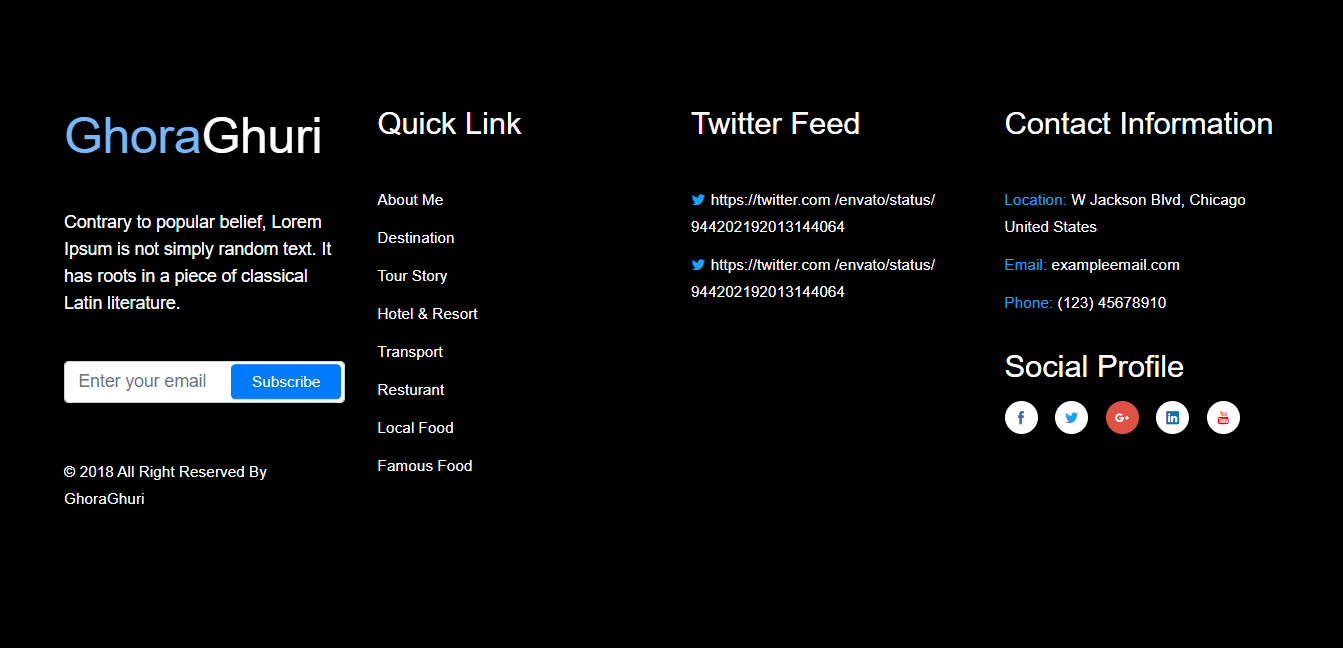 GhoraGhuri
Contrary to popular belief, Lorem
Ipsum is not simply random text. It
has roots in a piece of classical
Latin literature.
Enter your email
Subscribe
© 2018 All Right Reserved By
GhoraGhuri
Quick Link
About Me
Destination
Tour Story
Hotel & Resort
Transport
Resturant
Local Food
Famous Food
Twitter Feed
https://twitter.com /envato/status/
944202192013144064
https://twitter.com /envato/status/
944202192013144064
Contact Information
Location: W Jackson Blvd, Chicago
United States
Email: exampleemail.com
Phone: (123) 45678910
Social Profile
f
G+
in
You
Tube